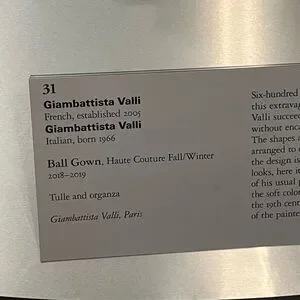 31
Giambattista Valli
French, established 2005
Giambattista Valli
Italian, born 1966
Ball Gown, Haute Couture Fall/Winter
2018–2019
Tulle and organza
Giambattista Valli, Paris
Six-hundred
this extravag
Valli succeed
without enc
The shapes a
arranged to
the design is
looks, here it
of his usual p
the soft color
the 19th cent
of the painte